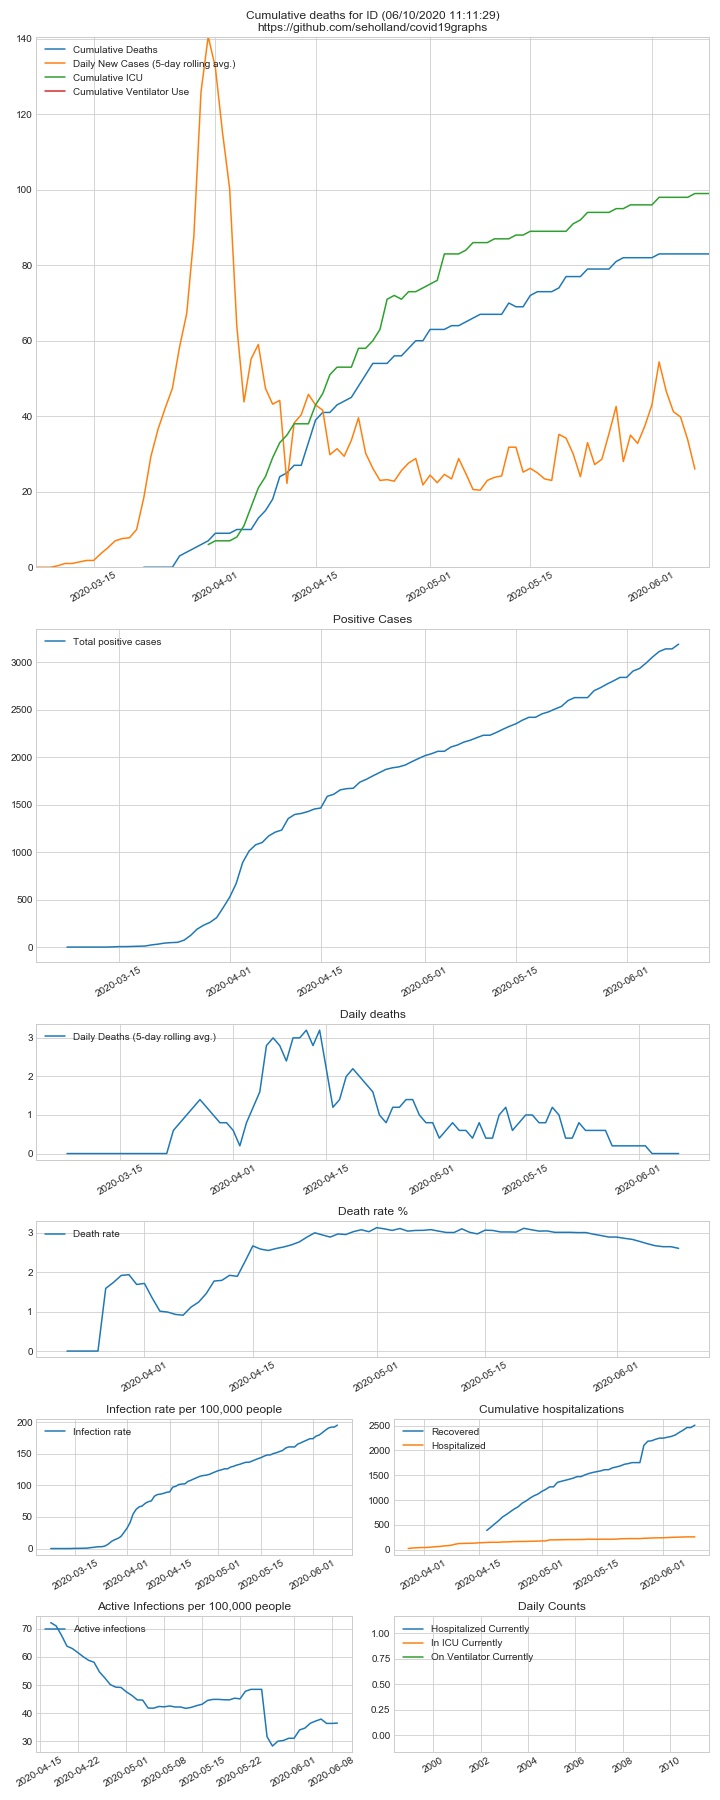 Cumulative deaths for ID (06/10/2020 11:11:29)
https://github.com/seholland/covid19graphs
Cumulative Deaths
Daily New Cases (5-day rolling avg.)
Cumulative ICU
Cumulative Ventilator Use
140
120
100
80
60
40
20
0
2020-03-15 2020-04-01 2020-04-15 2020-05-01 2020-05-15 2020-06-01
Positive Cases
Total positive cases
3000
2500
2000
1500
1000
500
0
2020-03-15 2020-04-01 2020-04-15 2020-05-01 2020-05-15 2020-06-01
Daily deaths
Daily Deaths (5-day rolling avg.)
3
2
1
0
2020-03-15 2020-04-01 2020-04-15 2020-05-01 2020-05-15 2020-06-01
Death rate %
Death rate
3
2
1
0
2020-04-01 2020-04-15 2020-05-01 2020-05-15 2020-06-01
Infection rate per 100,000 people
Infection rate
200
150
100
50
0
2020-03-15 2020-04-01 2020-04-15 2020-05-01 2020-05-15 2020-06-01
Cumulative hospitalizations
Recovered
Hospitalized
2500
2000
1500
1000
500
0
2020-04-01 2020-04-15 2020-05-01 2020-05-15 2020-06-01
Active Infections per 100,000 people
Active infections
70
60
50
40
30
2020-04-15 2020-04-22 2020-05-01 2020-05-08 2020-05-15 2020-05-22 2020-06-01 2020-06-08
Daily Counts
Hospitalized Currently
In ICU Currently
On Ventilator Currently
1.00
0.75
0.50
0.25
0.00
2000 2002 2004 2006 2008 2010